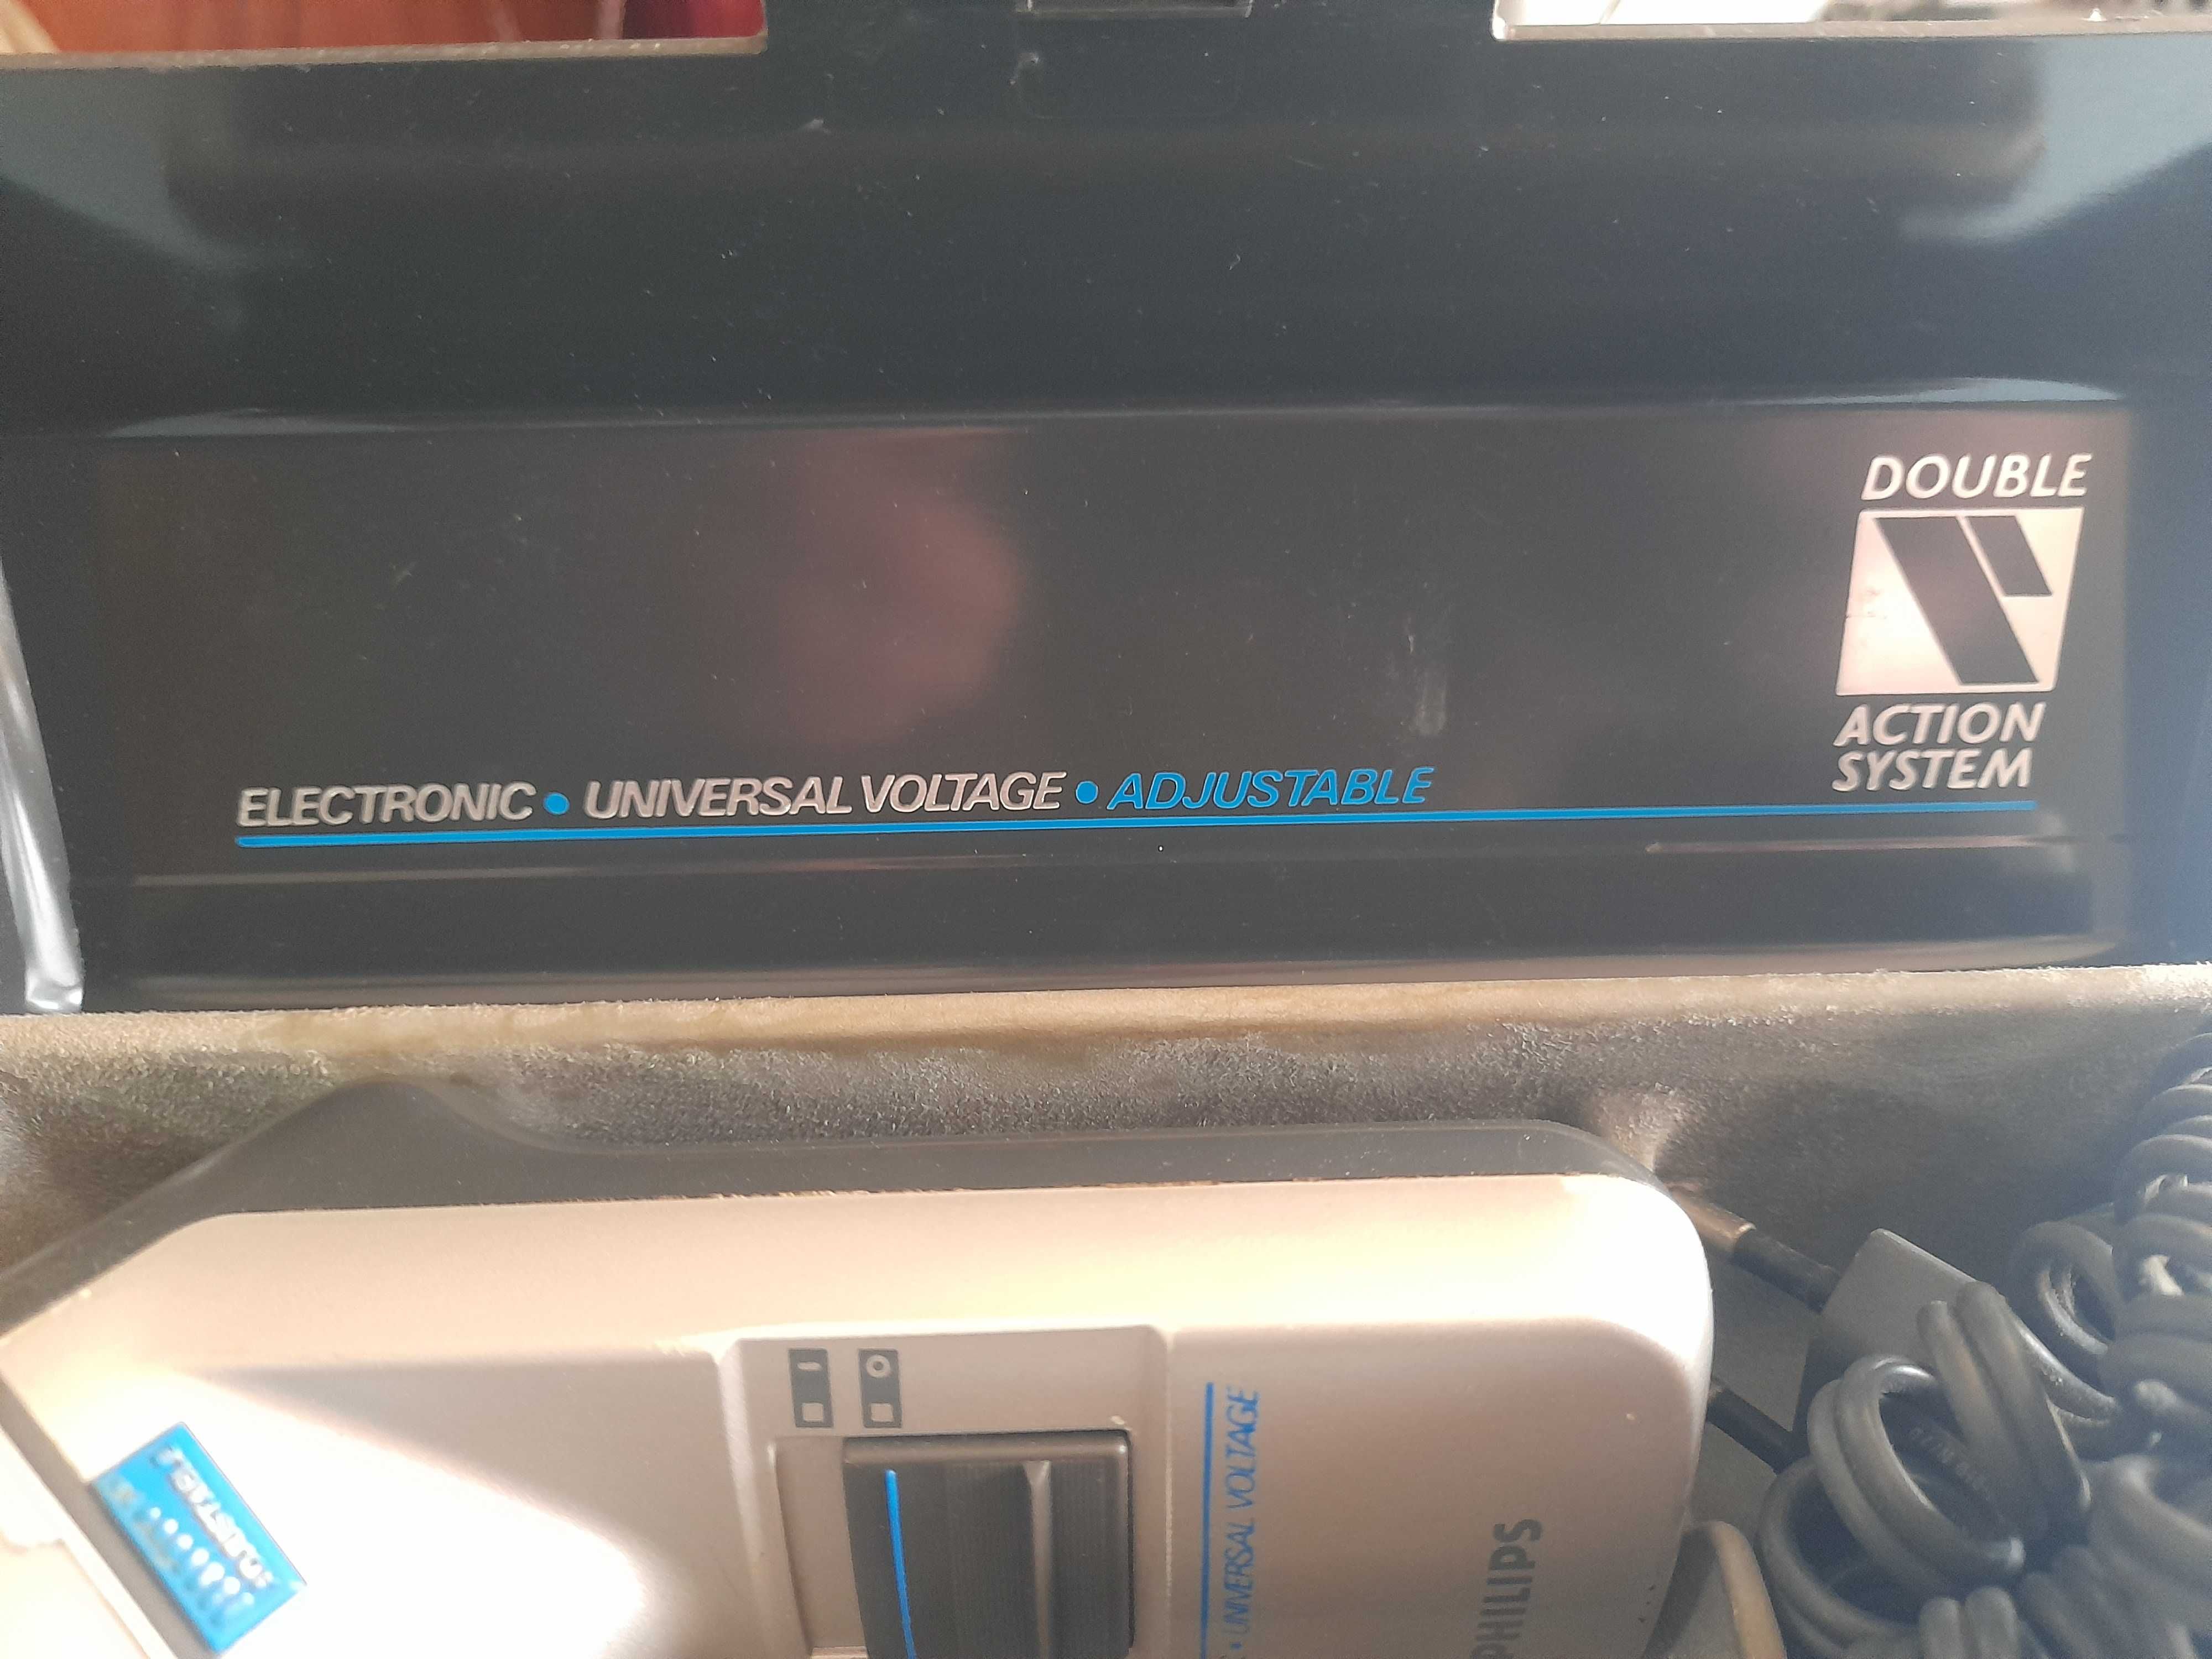 DOUBLE
ACTION
SYSTEM
ELECTRONIC • UNIVERSAL VOLTAGE • ADJUSTABLE
• UNIVERSAL VOLTAGE
PHILIPS